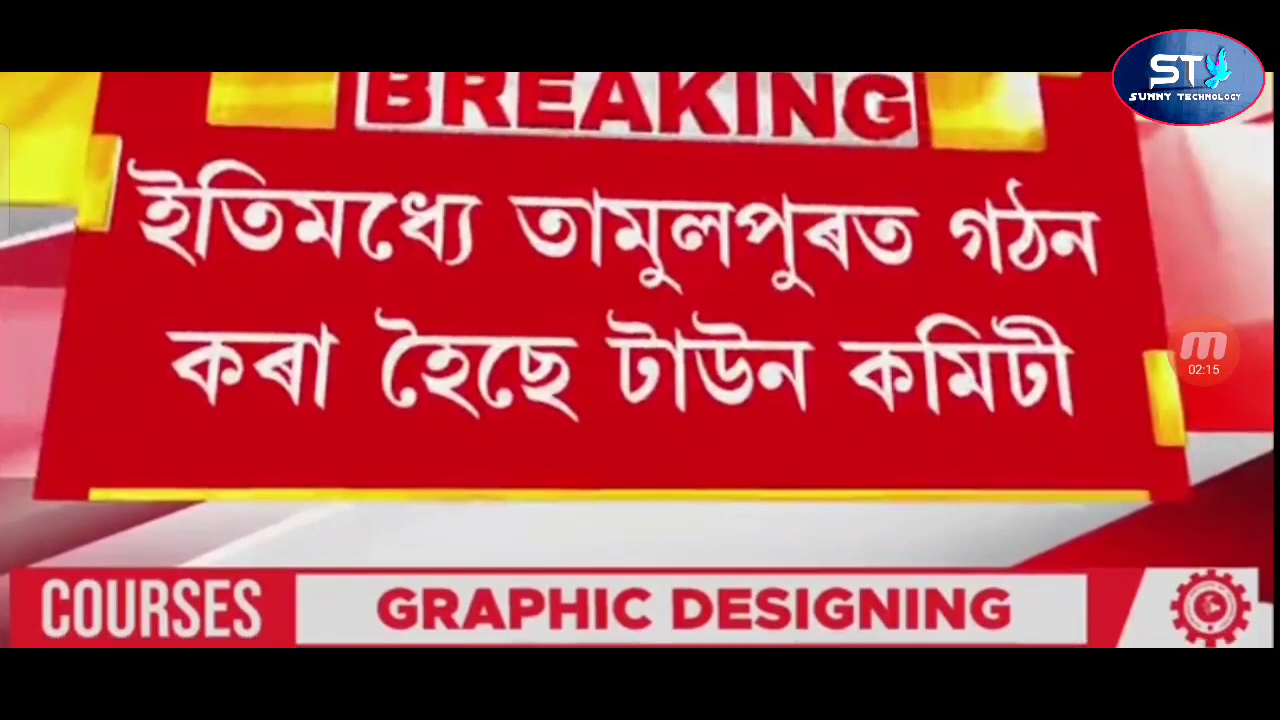 ST
SUNNY TECHNOLOGY
BREAKING
ইতিমধ্যে তামুলপুৰত গঠন
কৰা হৈছে টাউন কমিটী
02:15
COURSES
GRAPHIC DESIGNING